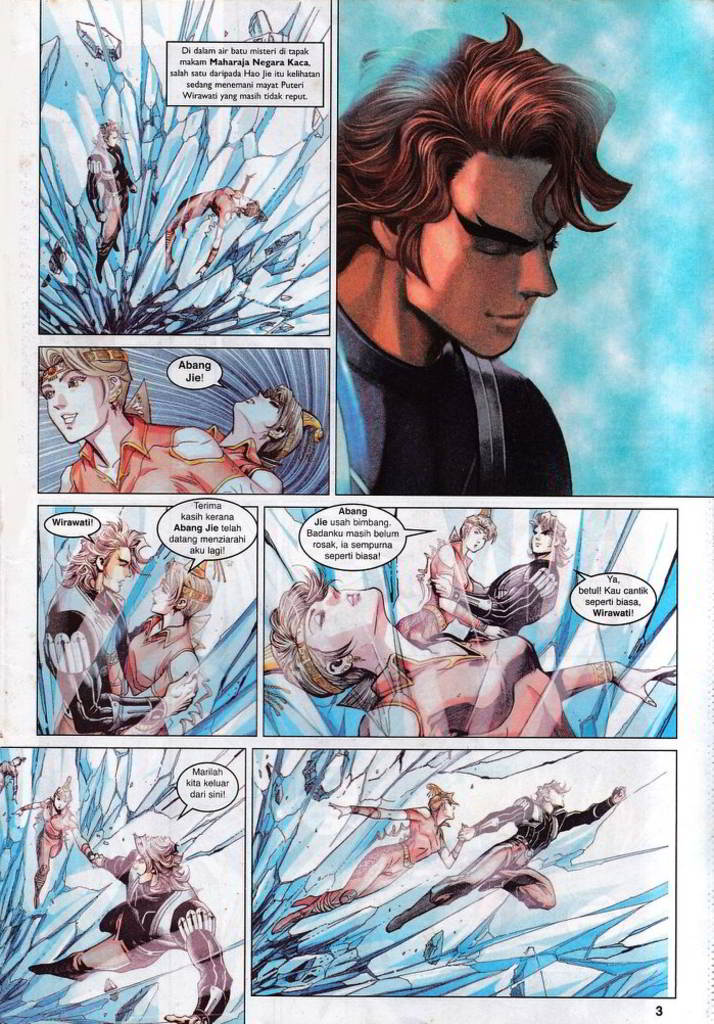 Di dalam air batu misteri di tapak
makam Maharaja Negara Kaca,
salah satu daripada Hao Jie itu kelihatan
sedang menemani mayat Puteri
Wirawati yang masih tidak reput.
Abang
Jie!
Wirawati!
Terima
kasih kerana
Abang Jie telah
datang menziarahi
aku lagi!
Abang
Jie usah bimbang.
Badanku masih belum
rosak, ia sempurna
seperti biasa!
Ya,
betul! Kau cantik
seperti biasa,
Wirawati!
Marilah
kita keluar
dari sini!
3